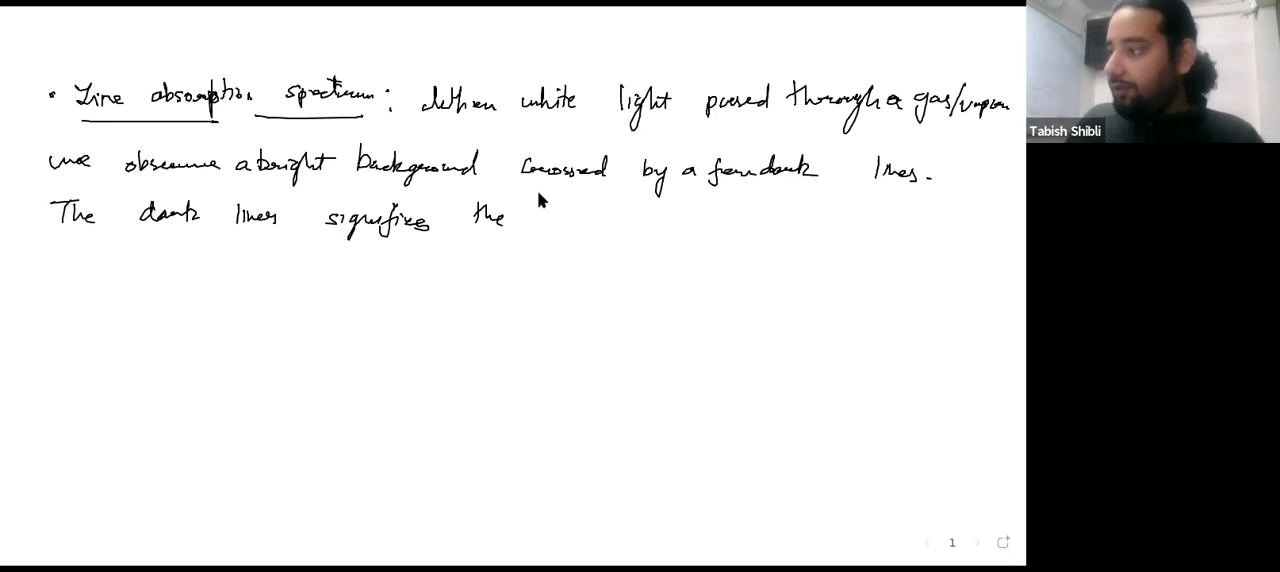 • Line absorption spectrum : When white light passed through a gas/vapour
we observe a bright background crossed by a few dark lines.
The dark lines signifies the
Tabish Shibli
1